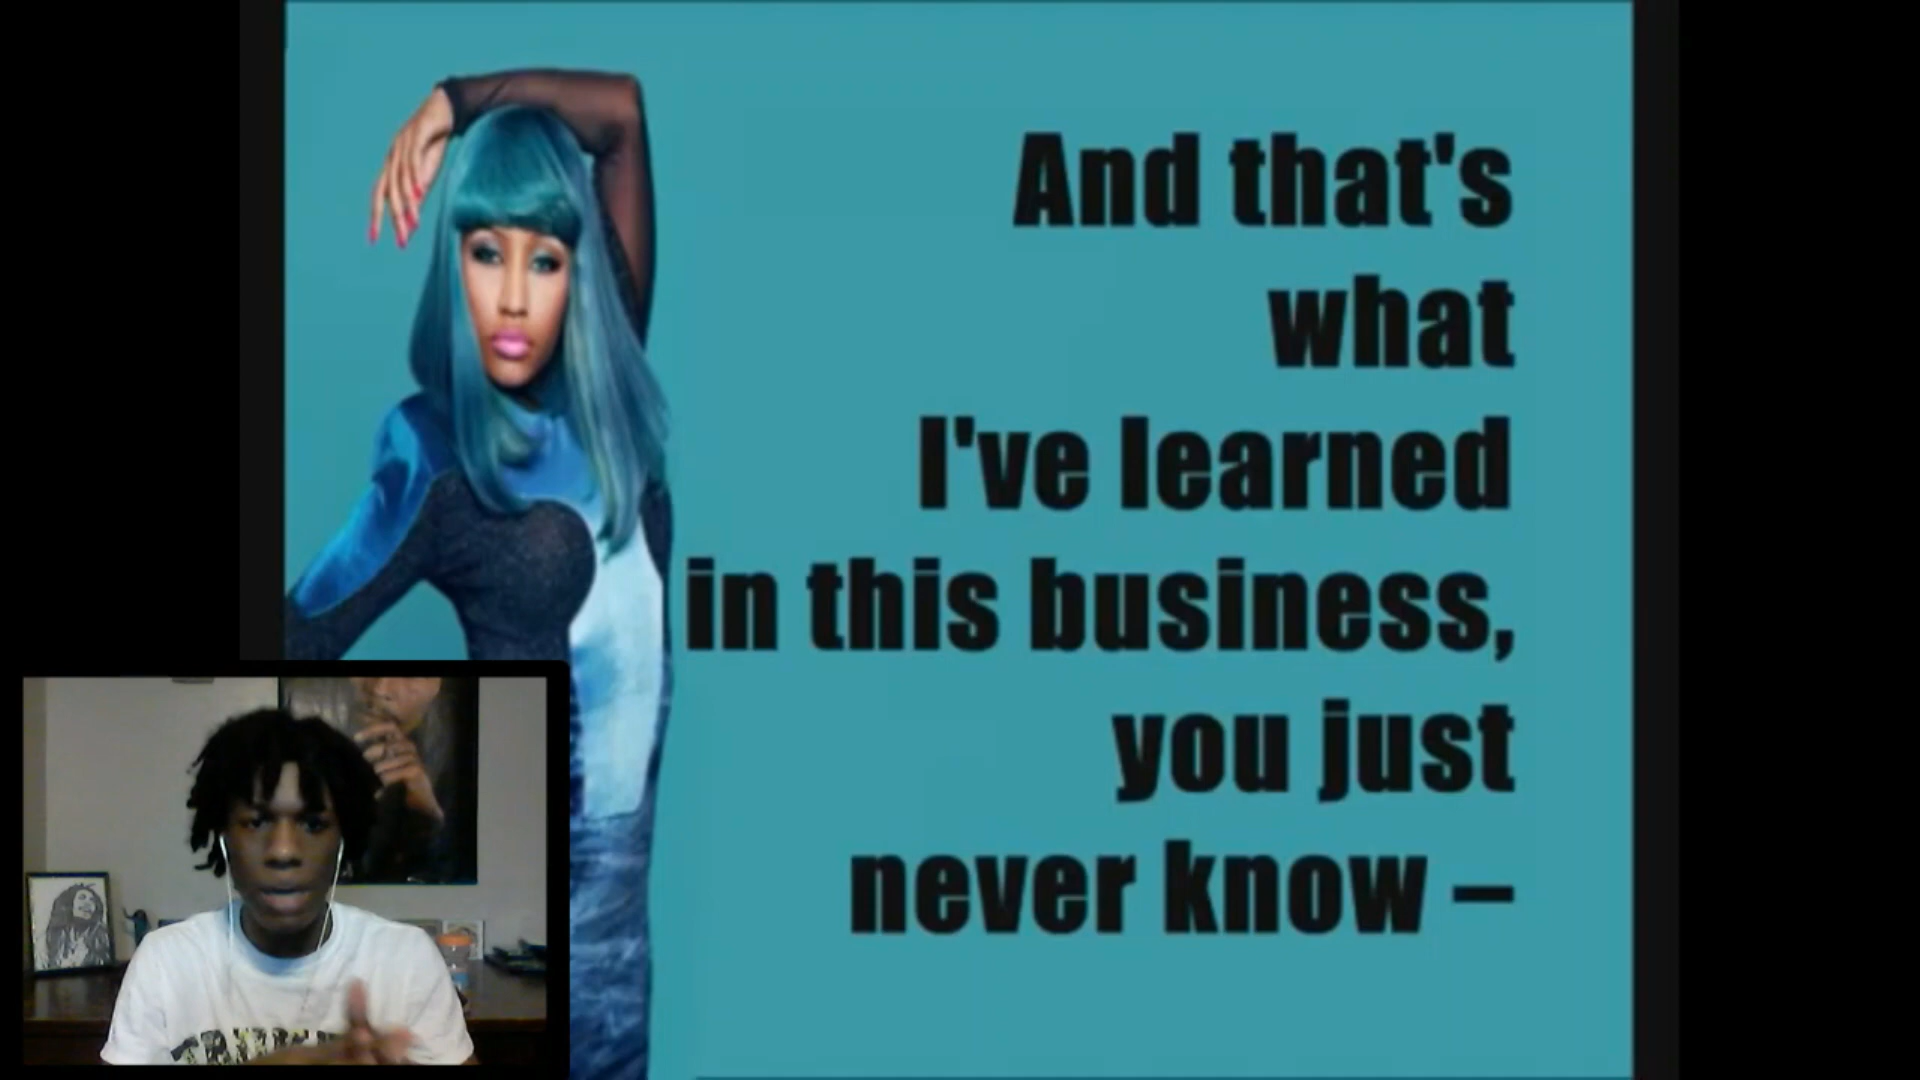 And that's
what
I've learned
in this business,
you just
never know –